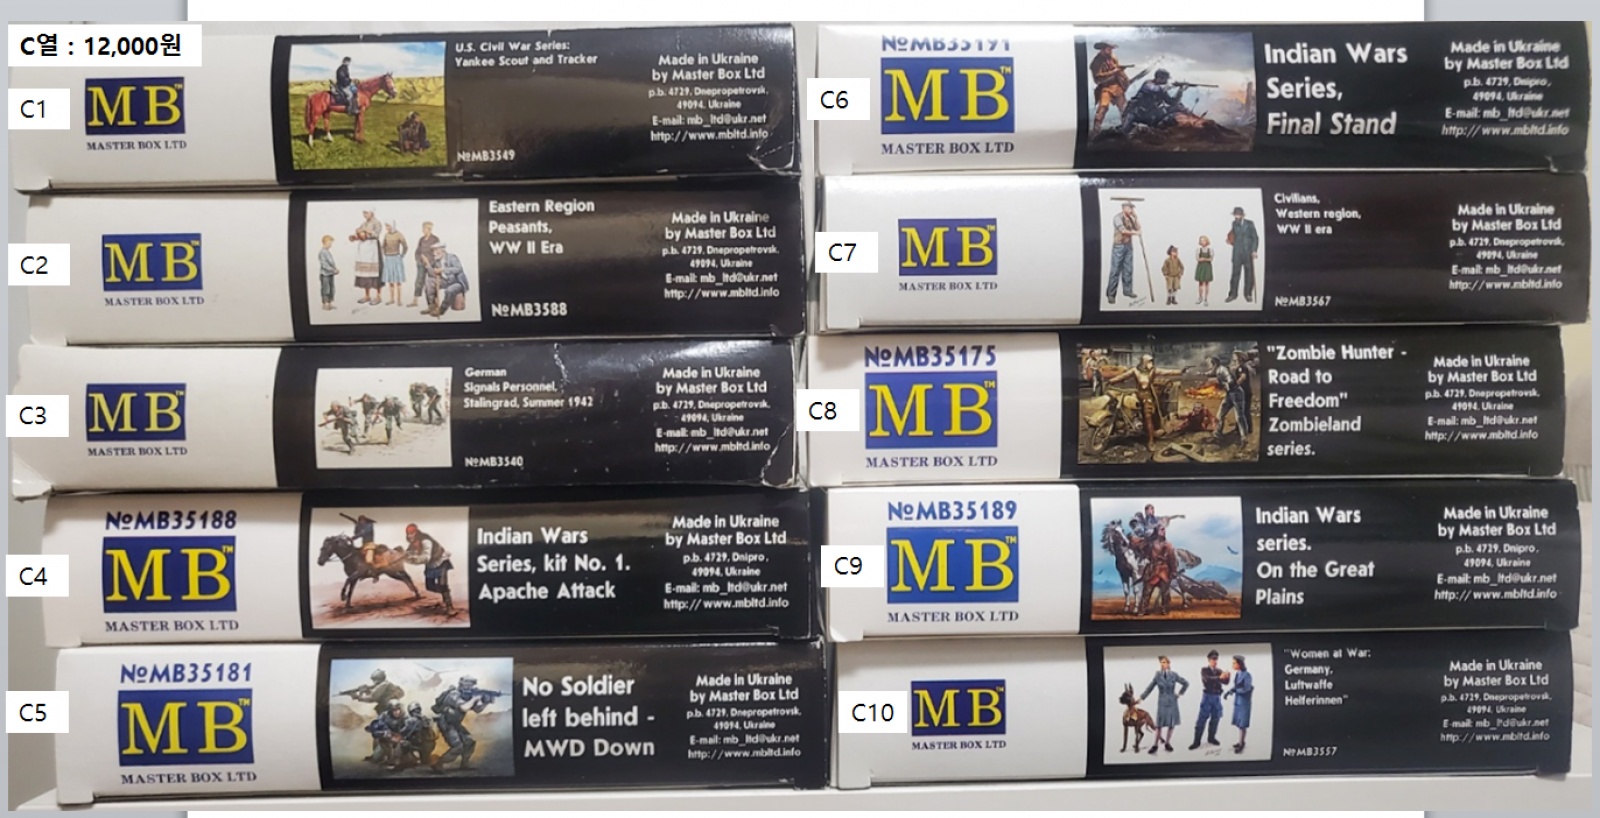 C열 : 12,000원
C1
MB™
MASTER BOX LTD
U.S. Civil War Series:
Yankee Scout and Tracker
№MB3549
Made in Ukraine
by Master Box Ltd
p.b. 4729, Dnepropetrovsk,
49094, Ukraine
E-mail: mb_ltd@ukr.net
http://www.mbltd.info
C2
MB™
MASTER BOX LTD
Eastern Region
Peasants,
WW II Era
№MB3588
Made in Ukraine
by Master Box Ltd
p.b. 4729, Dnepropetrovsk,
49094, Ukraine
E-mail: mb_ltd@ukr.net
http://www.mbltd.info
C3
MB™
MASTER BOX LTD
German
Signals Personnel,
Stalingrad, Summer 1942
№MB3540
Made in Ukraine
by Master Box Ltd
p.b. 4729, Dnepropetrovsk,
49094, Ukraine
E-mail: mb_ltd@ukr.net
http://www.mbltd.info
C4
№MB35188
MB™
MASTER BOX LTD
Indian Wars
Series, kit No. 1.
Apache Attack
Made in Ukraine
by Master Box Ltd
p.b. 4729, Dnipro,
49094, Ukraine
E-mail: mb_ltd@ukr.net
http://www.mbltd.info
C5
№MB35181
MB™
MASTER BOX LTD
No Soldier
left behind -
MWD Down
Made in Ukraine
by Master Box Ltd
p.b. 4729, Dnepropetrovsk,
49094, Ukraine
E-mail: mb_ltd@ukr.net
http://www.mbltd.info
C6
№MB35191
MB™
MASTER BOX LTD
Indian Wars
Series,
Final Stand
Made in Ukraine
by Master Box Ltd
p.b. 4729, Dnipro,
49094, Ukraine
E-mail: mb_ltd@ukr.net
http://www.mbltd.info
C7
MB™
MASTER BOX LTD
Civilians,
Western region,
WW II era
№MB3567
Made in Ukraine
by Master Box Ltd
p.b. 4729, Dnepropetrovsk,
49094, Ukraine
E-mail: mb_ltd@ukr.net
http://www.mbltd.info
C8
№MB35175
MB™
MASTER BOX LTD
"Zombie Hunter -
Road to
Freedom"
Zombieland
series.
Made in Ukraine
by Master Box Ltd
p.b. 4729, Dnepropetrovsk,
49094, Ukraine
E-mail: mb_ltd@ukr.net
http://www.mbltd.info
C9
№MB35189
MB™
MASTER BOX LTD
Indian Wars
series.
On the Great
Plains
Made in Ukraine
by Master Box Ltd
p.b. 4729, Dnipro,
49094, Ukraine
E-mail: mb_ltd@ukr.net
http://www.mbltd.info
C10
MB™
MASTER BOX LTD
"Women at War:
Germany,
Luftwaffe
Helferinnen"
№MB3557
Made in Ukraine
by Master Box Ltd
p.b. 4729, Dnepropetrovsk,
49094, Ukraine
E-mail: mb_ltd@ukr.net
http://www.mbltd.info